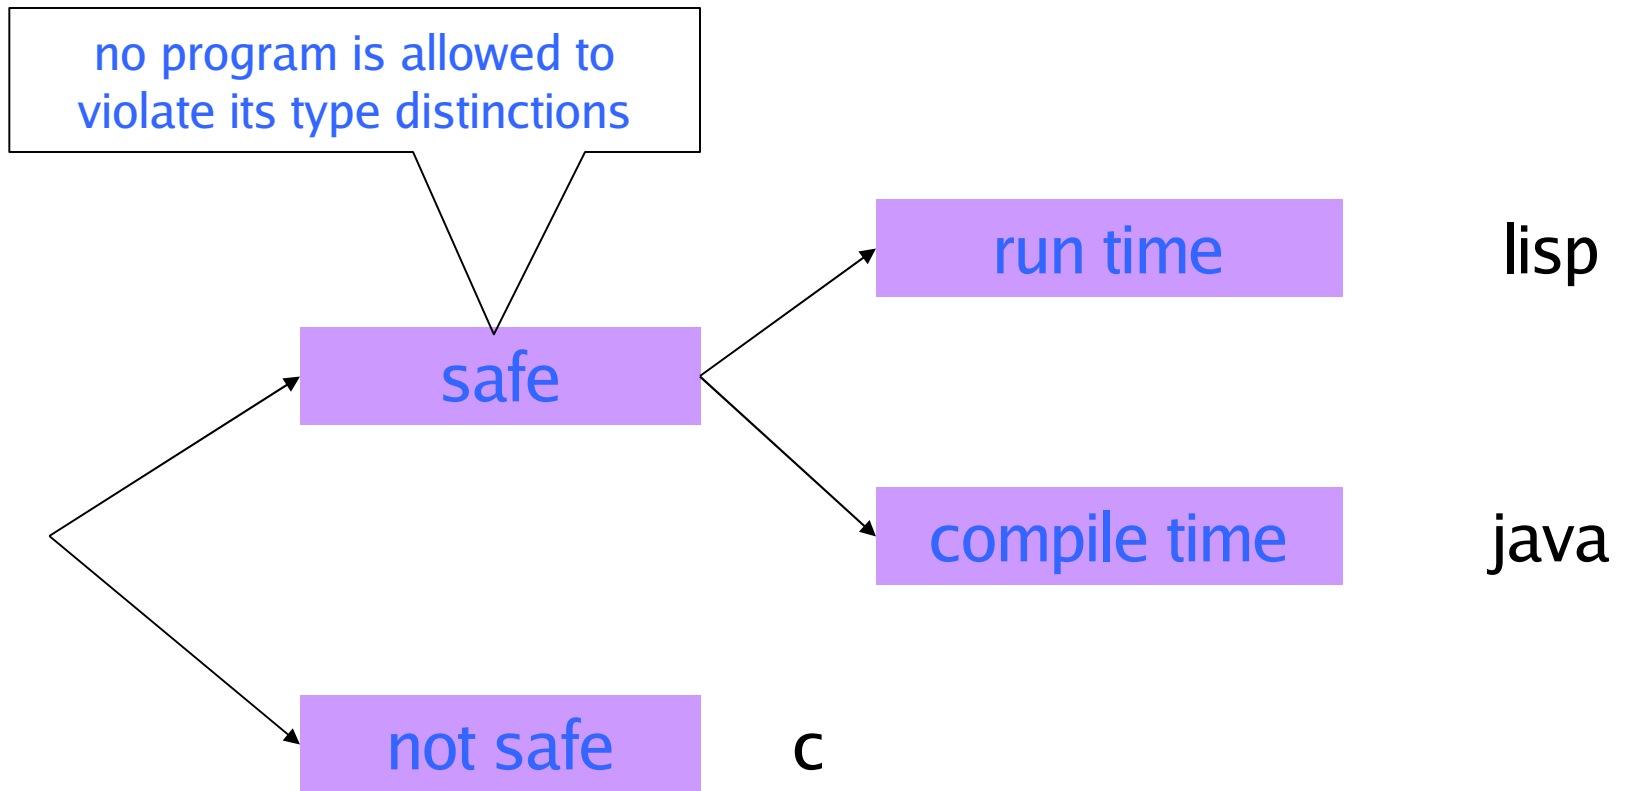 no program is allowed to
violate its type distinctions
run time
lisp
safe
compile time
java
not safe
c